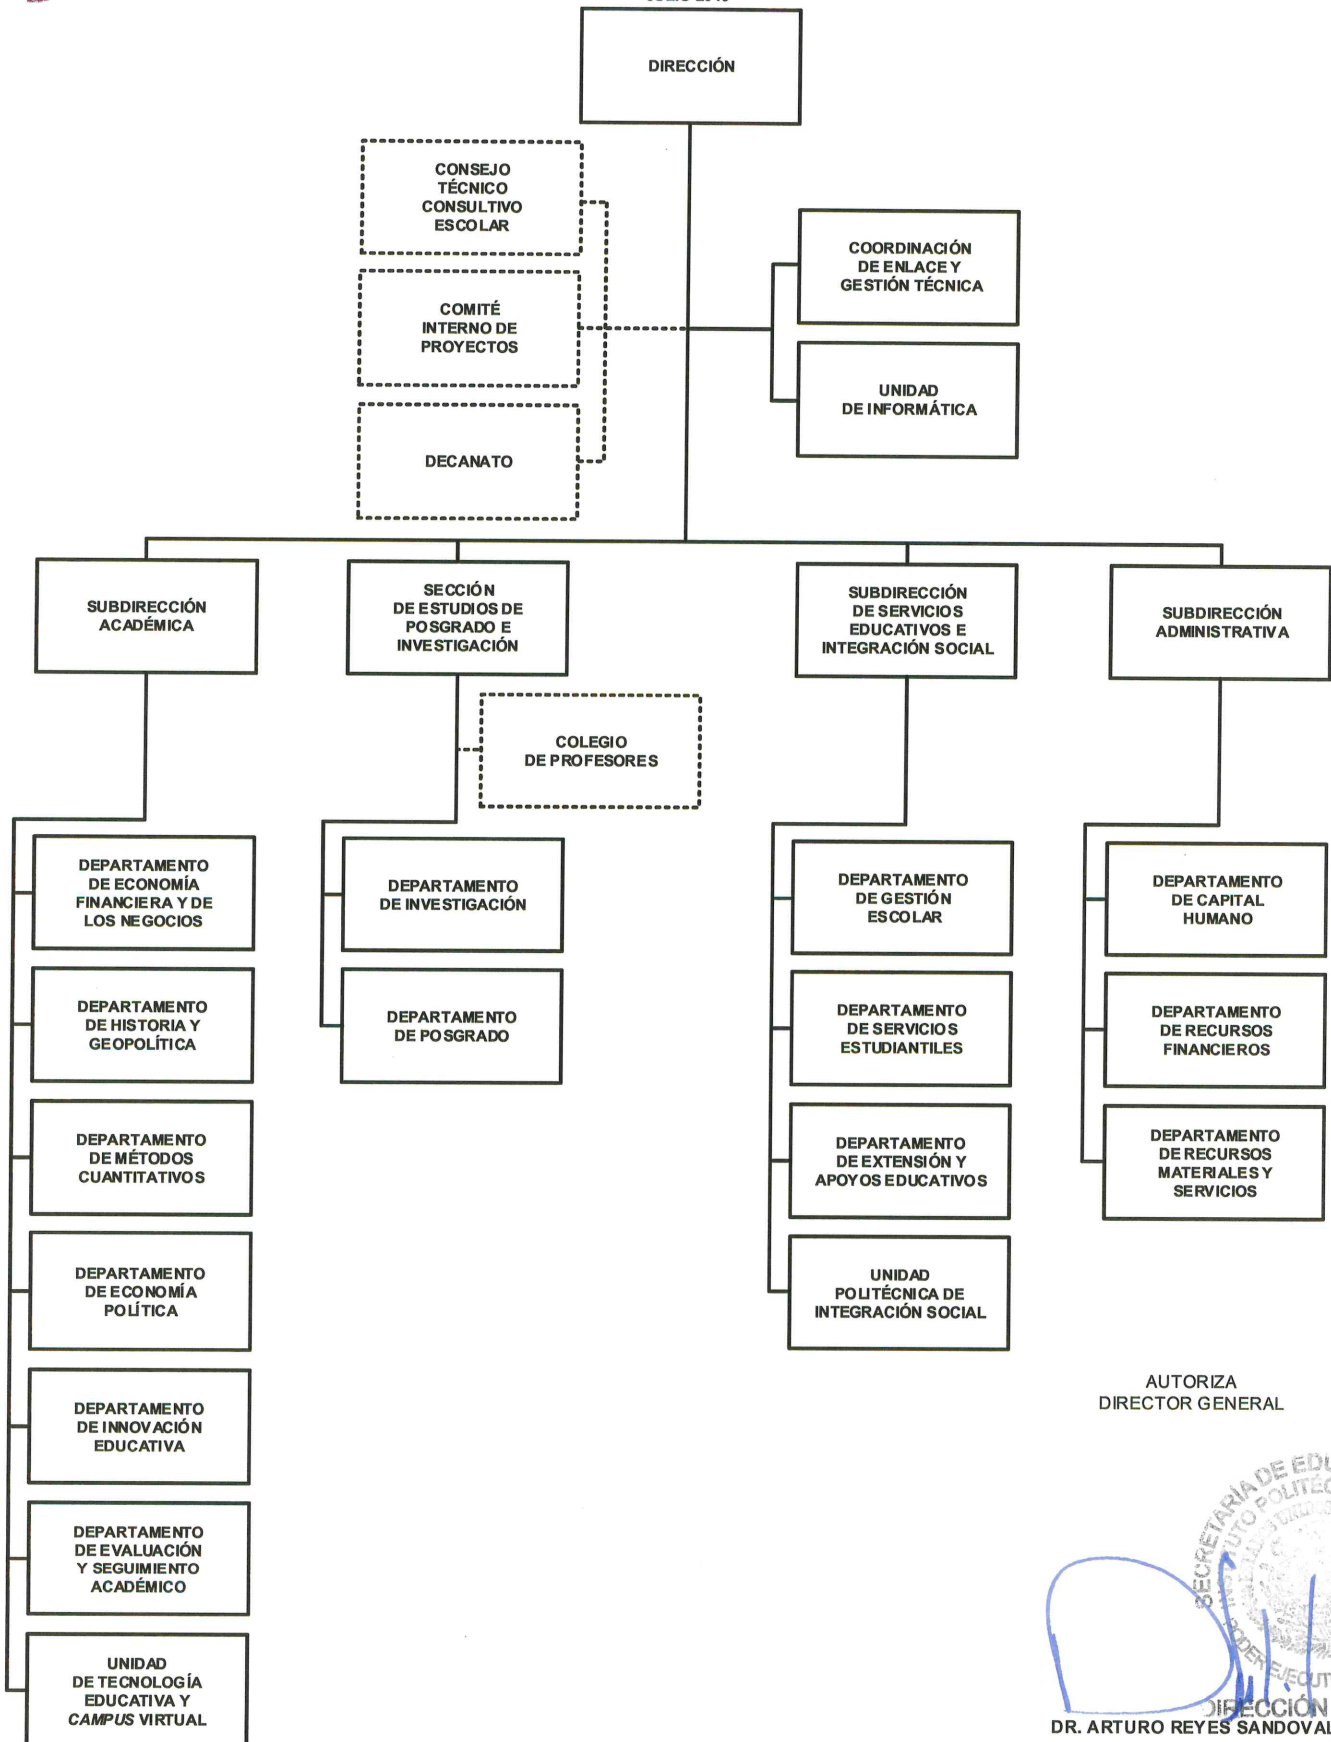 DIRECCIÓN
CONSEJO
TÉCNICO
CONSULTIVO
ESCOLAR
COMITÉ
INTERNO DE
PROYECTOS
DECANATO
COORDINACIÓN
DE ENLACE Y
GESTIÓN TÉCNICA
UNIDAD
DE INFORMÁTICA
SUBDIRECCIÓN
ACADÉMICA
SECCIÓN
DE ESTUDIOS DE
POSGRADO E
INVESTIGACIÓN
SUBDIRECCIÓN
DE SERVICIOS
EDUCATIVOS E
INTEGRACIÓN SOCIAL
SUBDIRECCIÓN
ADMINISTRATIVA
COLEGIO
DE PROFESORES
DEPARTAMENTO
DE ECONOMÍA
FINANCIERA Y DE
LOS NEGOCIOS
DEPARTAMENTO
DE HISTORIA Y
GEOPOLÍTICA
DEPARTAMENTO
DE MÉTODOS
CUANTITATIVOS
DEPARTAMENTO
DE ECONOMÍA
POLÍTICA
DEPARTAMENTO
DE INNOVACIÓN
EDUCATIVA
DEPARTAMENTO
DE EVALUACIÓN
Y SEGUIMIENTO
ACADÉMICO
UNIDAD
DE TECNOLOGÍA
EDUCATIVA Y
CAMPUS VIRTUAL
DEPARTAMENTO
DE INVESTIGACIÓN
DEPARTAMENTO
DE POSGRADO
DEPARTAMENTO
DE GESTIÓN
ESCOLAR
DEPARTAMENTO
DE SERVICIOS
ESTUDIANTILES
DEPARTAMENTO
DE EXTENSIÓN Y
APOYOS EDUCATIVOS
UNIDAD
POLITÉCNICA DE
INTEGRACIÓN SOCIAL
DEPARTAMENTO
DE CAPITAL
HUMANO
DEPARTAMENTO
DE RECURSOS
FINANCIEROS
DEPARTAMENTO
DE RECURSOS
MATERIALES Y
SERVICIOS
AUTORIZA
DIRECTOR GENERAL
SECRETARÍA DE EDU
PODER EJECUT
DIRECCIÓN
DR. ARTURO REYES SANDOVAL